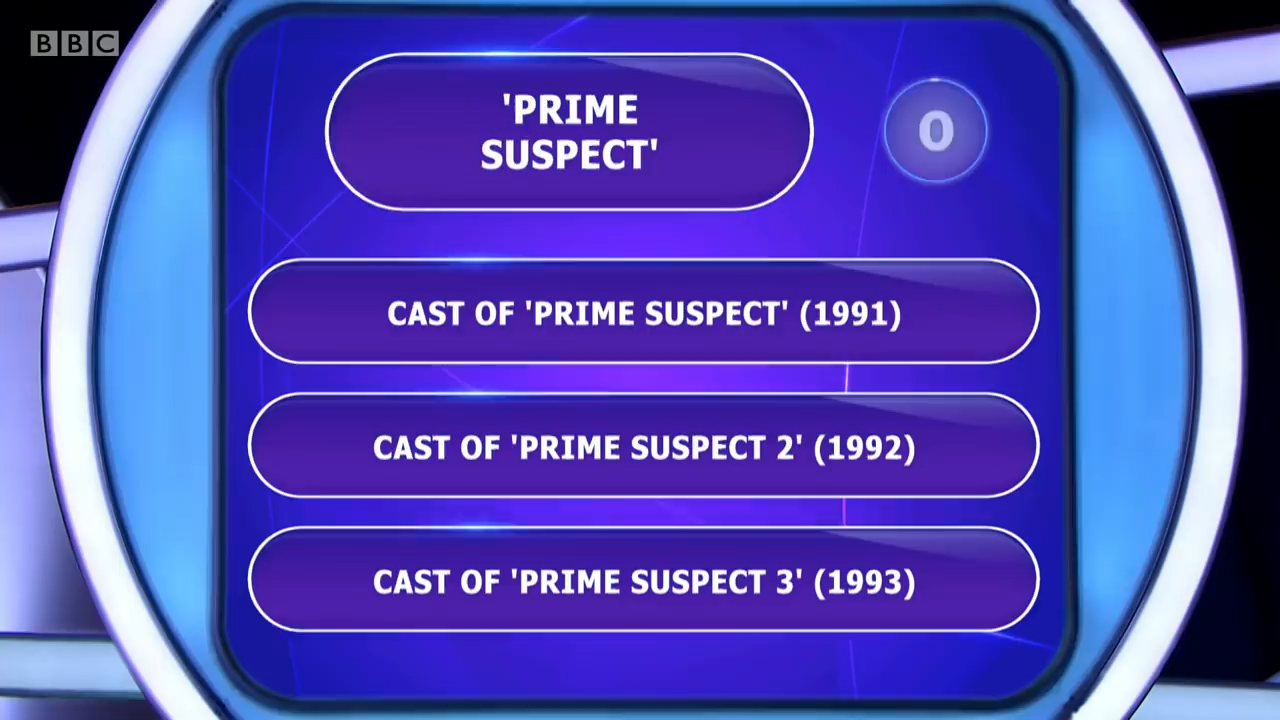 BBC
'PRIME
SUSPECT'
0
CAST OF 'PRIME SUSPECT' (1991)
CAST OF 'PRIME SUSPECT 2' (1992)
CAST OF 'PRIME SUSPECT 3' (1993)